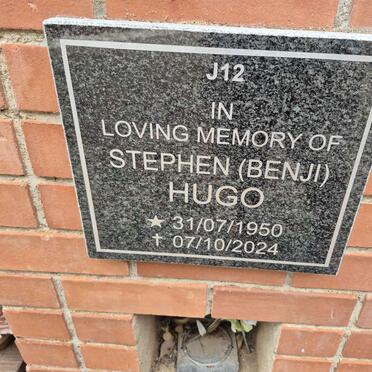 J12
IN
LOVING MEMORY OF
STEPHEN (BENJI)
HUGO
★ 31/07/1950
✝ 07/10/2024